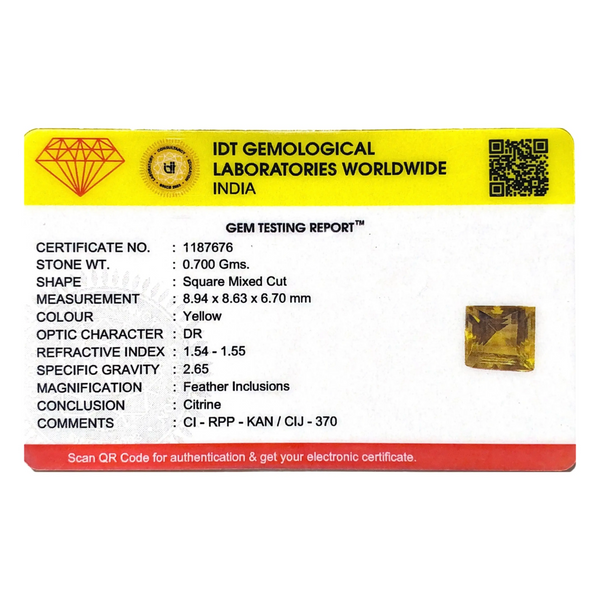 IDT GEMOLOGICAL
LABORATORIES WORLDWIDE
INDIA
GEM TESTING REPORT™
CERTIFICATE NO. : 1187676
STONE WT. : 0.700 Gms.
SHAPE : Square Mixed Cut
MEASUREMENT : 8.94 x 8.63 x 6.70 mm
COLOUR : Yellow
OPTIC CHARACTER : DR
REFRACTIVE INDEX : 1.54 - 1.55
SPECIFIC GRAVITY : 2.65
MAGNIFICATION : Feather Inclusions
CONCLUSION : Citrine
COMMENTS : CI - RPP - KAN / CIJ - 370
Scan QR Code for authentication & get your electronic certificate.